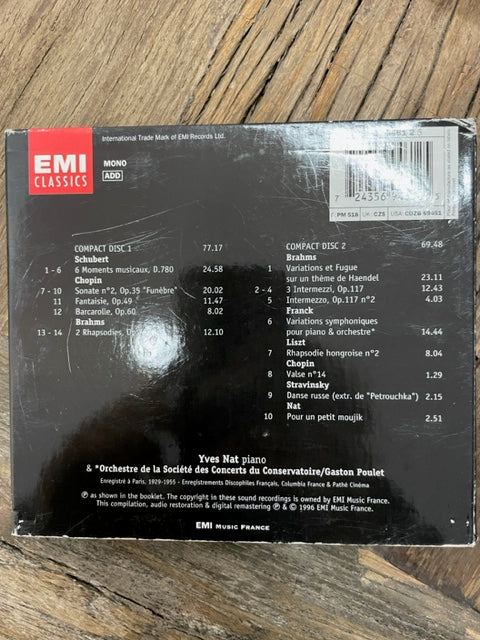 International Trade Mark of EMI Records Ltd.
EMI
CLASSICS
MONO
ADD
F: PM 518 UK: CZS USA: CDZB 69461
COMPACT DISC 1 77.17
Schubert
1 - 6 6 Moments musicaux, D.780 24.58
Chopin
7 - 10 Sonate n°2, Op.35 "Funèbre" 20.02
11 Fantaisie, Op.49 11.47
12 Barcarolle, Op.60 8.02
Brahms
13 - 14 2 Rhapsodies, 12.10
COMPACT DISC 2 69.48
Brahms
1 Variations et Fugue
sur un thème de Haendel 23.11
2 - 4 3 Intermezzi, Op.117 12.43
5 Intermezzo, Op.117 n°2 4.03
Franck
6 Variations symphoniques
pour piano & orchestre* 14.44
Liszt
7 Rhapsodie hongroise n°2 8.04
Chopin
8 Valse n°14 1.29
Stravinsky
9 Danse russe (extr. de "Petrouchka") 2.15
Nat
10 Pour un petit moujik 2.51
Yves Nat piano
& *Orchestre de la Société des Concerts du Conservatoire/Gaston Poulet
Enregistré à Paris, 1929-1955 - Enregistrements Discophiles Français, Columbia France & Pathé Cinéma
℗ as shown in the booklet. The copyright in these sound recordings is owned by EMI Music France.
This compilation, audio restoration & digital remastering ℗ & © 1996 EMI Music France.
EMI MUSIC FRANCE